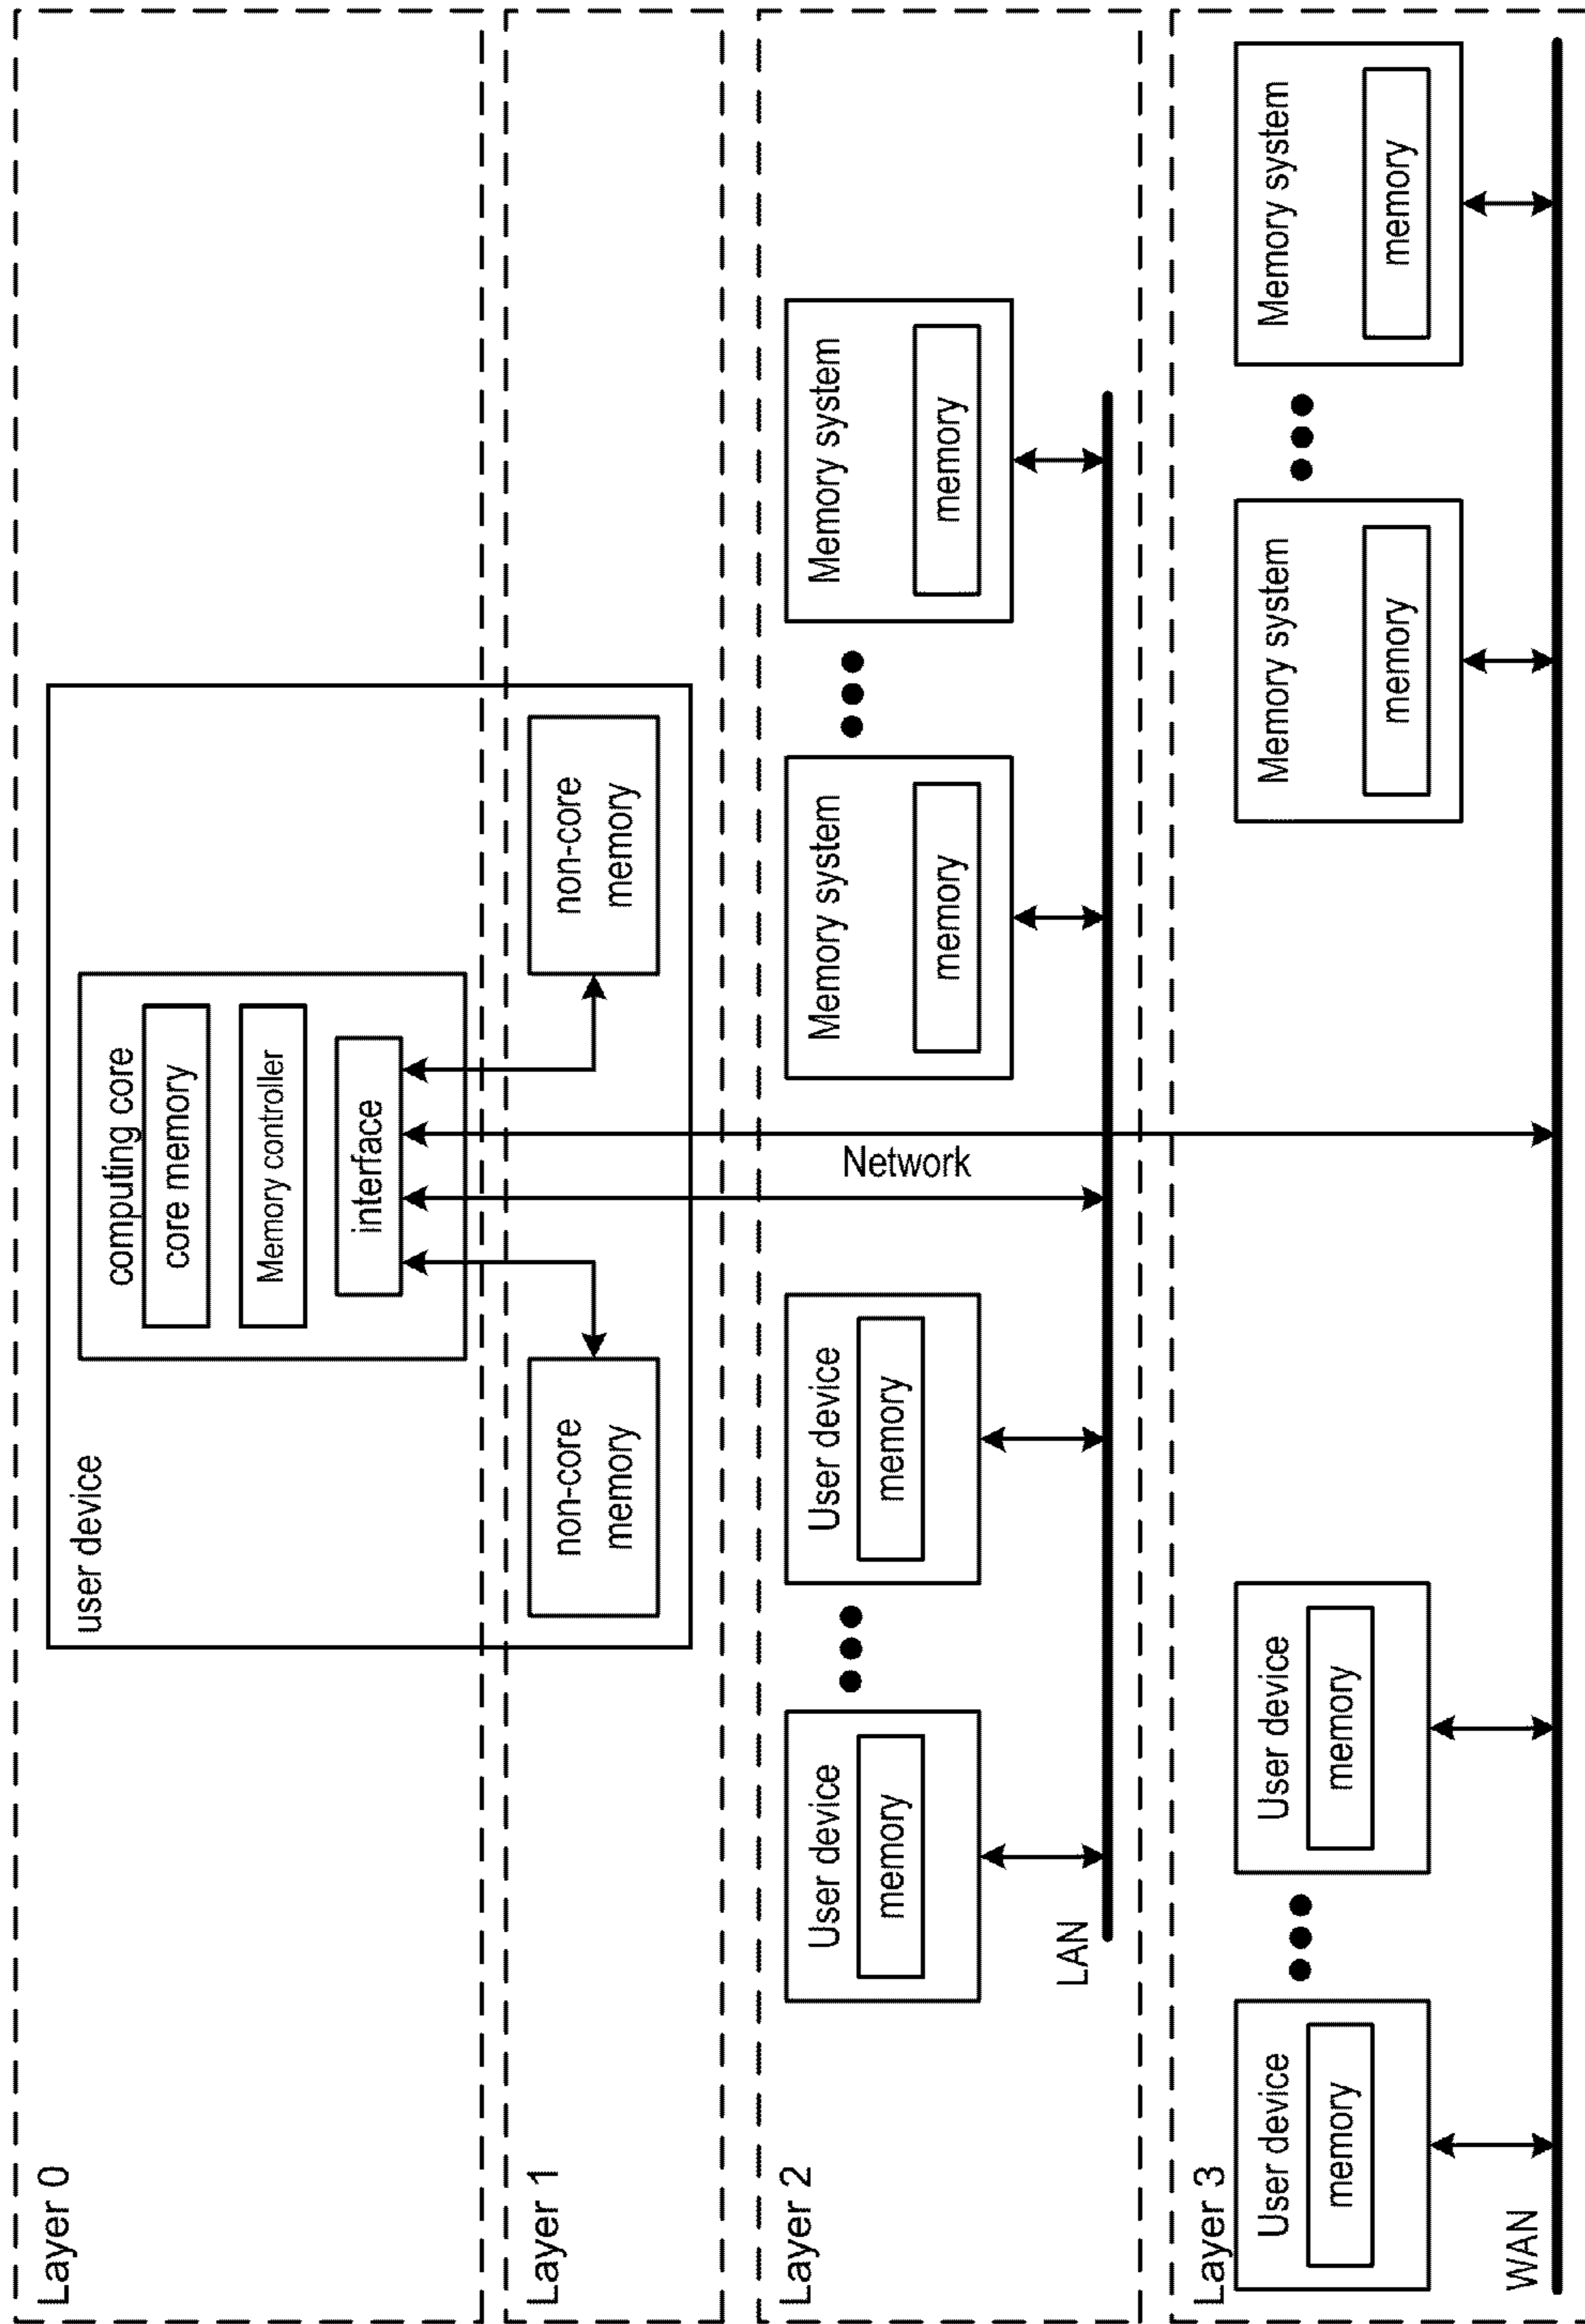 Layer 0
user device
computing core
core memory
Memory controller
interface
Layer 1
non-core
memory
non-core
memory
Layer 2
User device
memory
User device
memory
Network
Memory system
memory
Memory system
memory
LAN
Layer 3
User device
memory
User device
memory
Memory system
memory
Memory system
memory
WAN